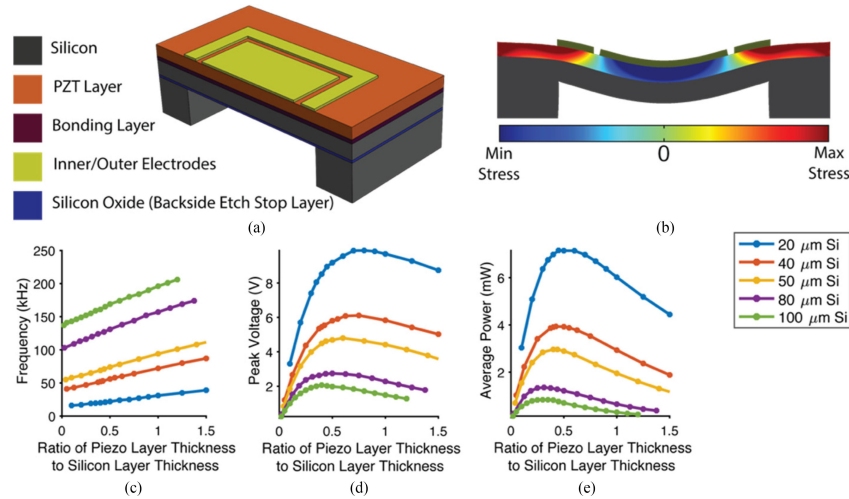 Silicon
PZT Layer
Bonding Layer
Inner/Outer Electrodes
Silicon Oxide (Backside Etch Stop Layer)
(a)
Min
Stress
0
Max
Stress
(b)
Frequency (kHz)
250
200
150
100
50
0
0
0.5
1.0
1.5
Ratio of Piezo Layer Thickness
to Silicon Layer Thickness
(c)
Peak Voltage (V)
8
6
4
2
0
0.5
1.0
1.5
Ratio of Piezo Layer Thickness
to Silicon Layer Thickness
(d)
Average Power (mW)
6
4
2
0
0.5
1.0
1.5
Ratio of Piezo Layer Thickness
to Silicon Layer Thickness
(e)
20 μm Si
40 μm Si
50 μm Si
80 μm Si
100 μm Si